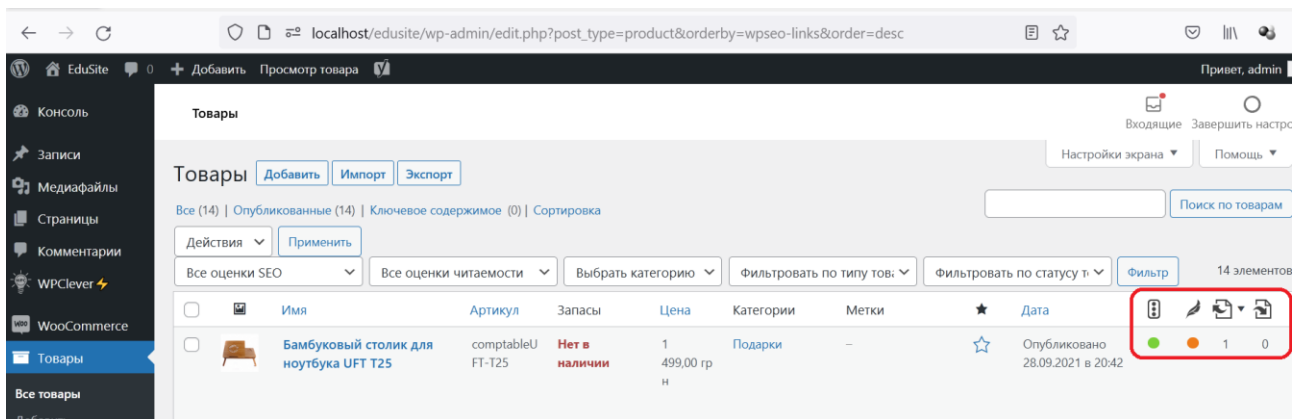 localhost/edusite/wp-admin/edit.php?post_type=product&orderby=wpseo-links&order=desc
EduSite 0 Добавить Просмотр товара Привет, admin
Консоль
Записи
Медиафайлы
Страницы
Комментарии
WPClever
WooCommerce
Товары
Все товары
Добавить
Товары
Входящие Завершить настро
Настройки экрана Помощь
Товары Добавить Импорт Экспорт
Все (14) | Опубликованные (14) | Ключевое содержимое (0) | Сортировка
Поиск по товарам
Действия Применить
Все оценки SEO Все оценки читаемости Выбрать категорию Фильтровать по типу това Фильтровать по статусу т Фильтр 14 элементов
Имя Артикул Запасы Цена Категории Метки Дата
Бамбуковый столик для comptableU Нет в 1 Подарки – Опубликовано 1 0
ноутбука UFT T25 FT-T25 наличии 499,00 гр 28.09.2021 в 20:42
н